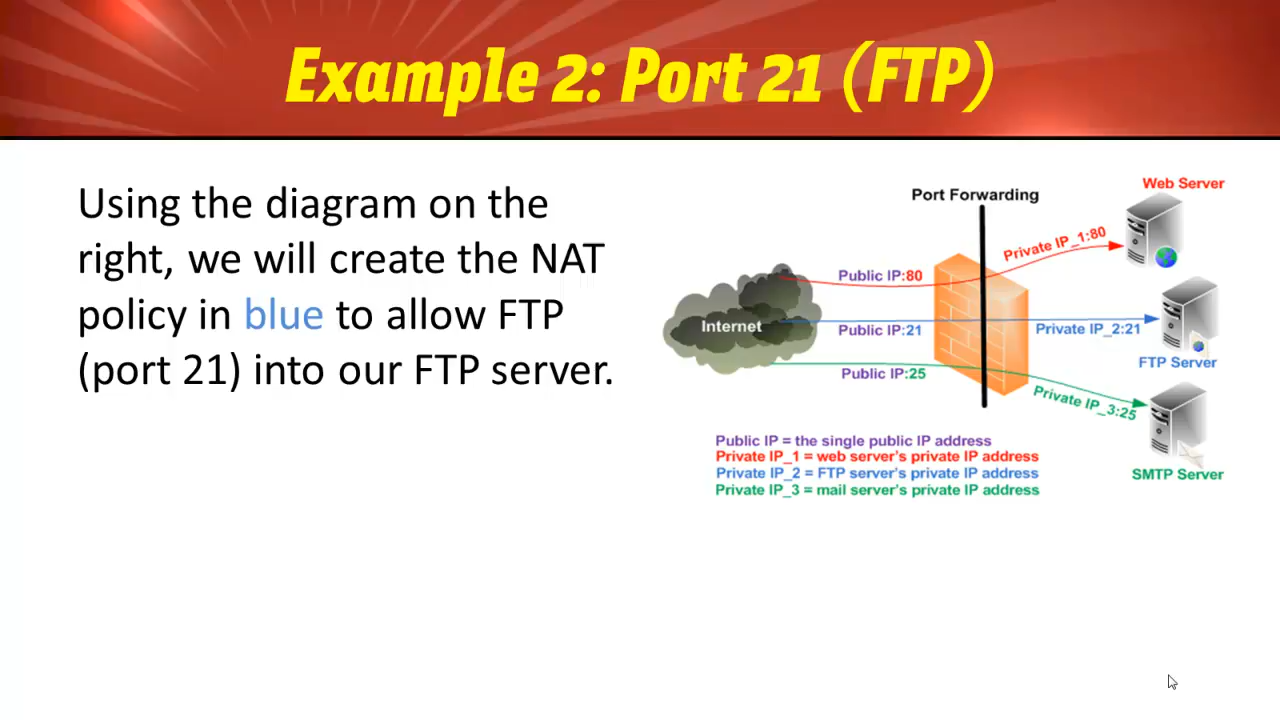 Example 2: Port 21 (FTP)
Using the diagram on the
right, we will create the NAT
policy in blue to allow FTP
(port 21) into our FTP server.
Port Forwarding
Web Server
Private IP_1:80
Public IP:80
Internet
Public IP:21
Private IP_2:21
FTP Server
Public IP:25
Private IP_3:25
SMTP Server
Public IP = the single public IP address
Private IP_1 = web server's private IP address
Private IP_2 = FTP server's private IP address
Private IP_3 = mail server's private IP address